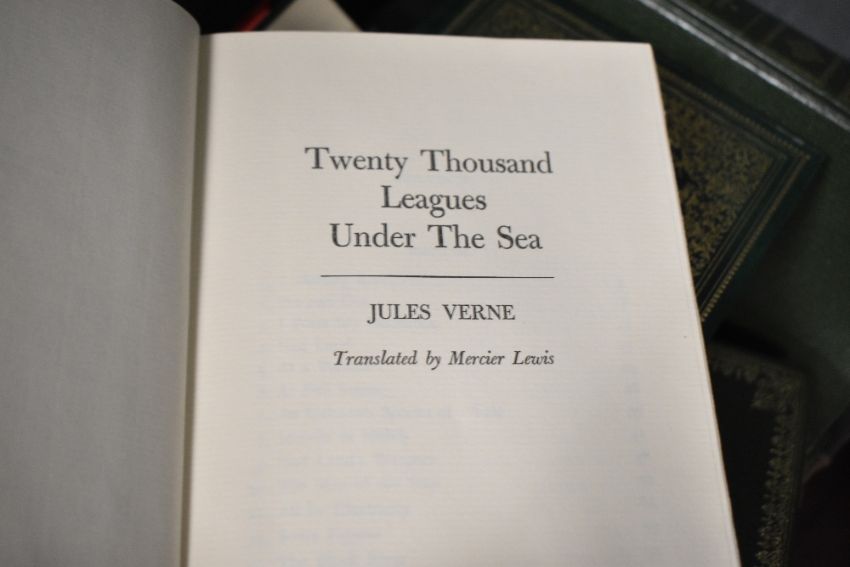 Twenty Thousand
Leagues
Under The Sea
JULES VERNE
Translated by Mercier Lewis